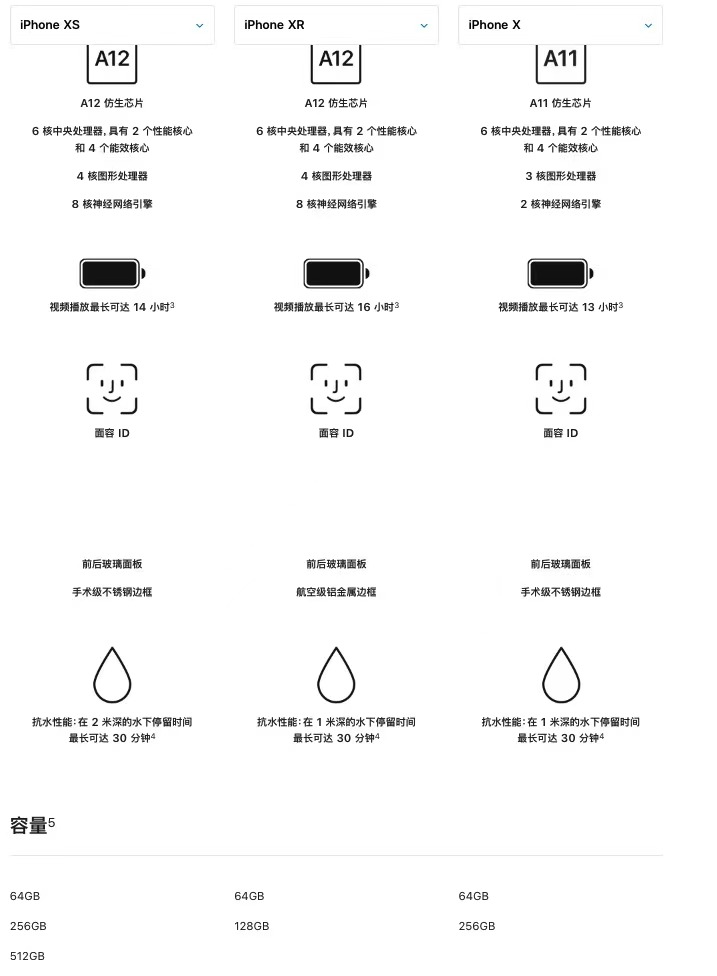 iPhone XS
iPhone XR
iPhone X
A12
A12
A11
A12 仿生芯片
A12 仿生芯片
A11 仿生芯片
6 核中央处理器，具有 2 个性能核心
和 4 个能效核心
6 核中央处理器，具有 2 个性能核心
和 4 个能效核心
6 核中央处理器，具有 2 个性能核心
和 4 个能效核心
4 核图形处理器
4 核图形处理器
3 核图形处理器
8 核神经网络引擎
8 核神经网络引擎
2 核神经网络引擎
视频播放最长可达 14 小时3
视频播放最长可达 16 小时3
视频播放最长可达 13 小时3
面容 ID
面容 ID
面容 ID
前后玻璃面板
前后玻璃面板
前后玻璃面板
手术级不锈钢边框
航空级铝金属边框
手术级不锈钢边框
抗水性能：在 2 米深的水下停留时间
最长可达 30 分钟4
抗水性能：在 1 米深的水下停留时间
最长可达 30 分钟4
抗水性能：在 1 米深的水下停留时间
最长可达 30 分钟4
容量5
64GB
64GB
64GB
256GB
128GB
256GB
512GB